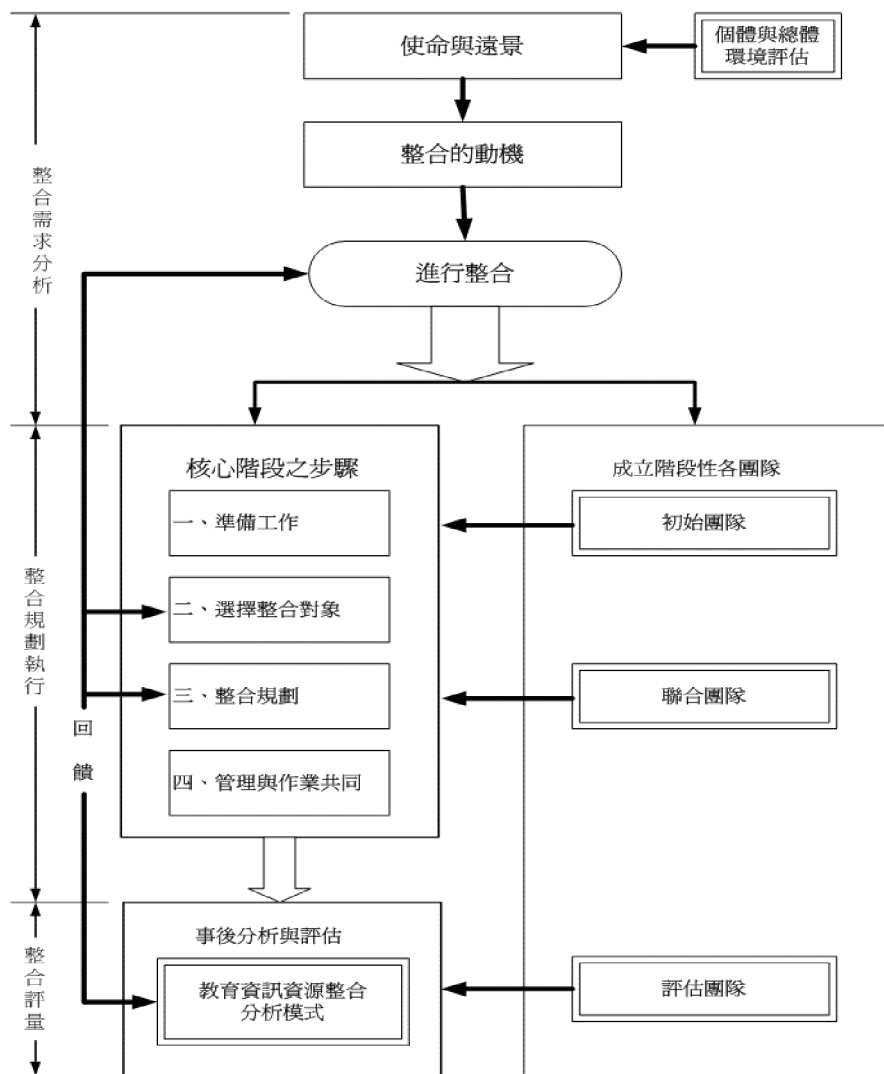 使命與遠景
個體與總體
環境評估
整合的動機
整合需求分析
進行整合
核心階段之步驟
成立階段性各團隊
一、準備工作
初始團隊
二、選擇整合對象
整合規劃執行
三、整合規劃
聯合團隊
回饋
四、管理與作業共同
事後分析與評估
整合評量
教育資訊資源整合
分析模式
評估團隊